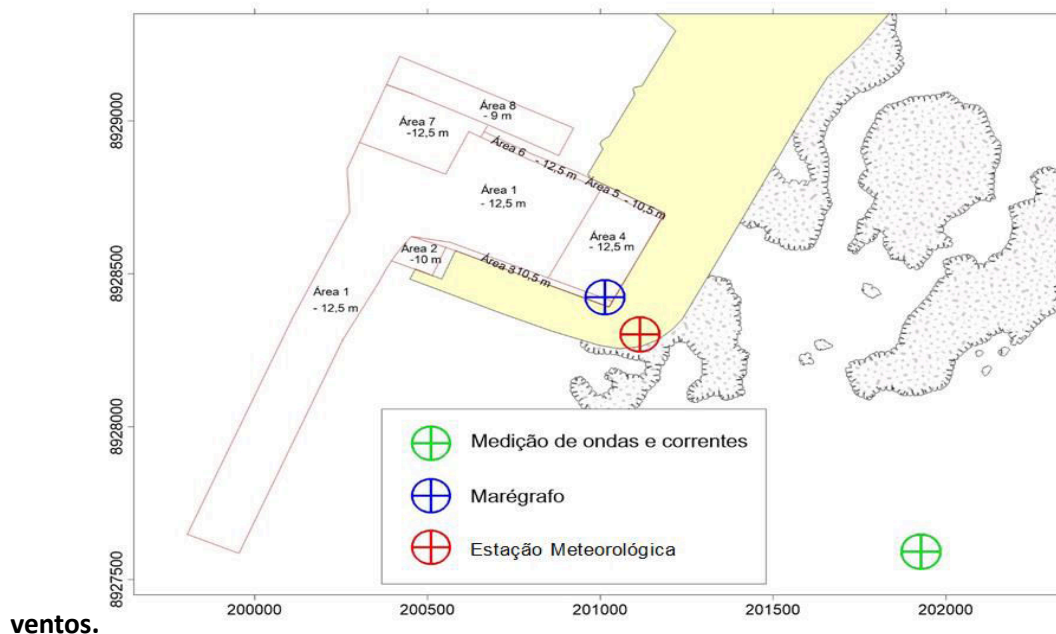 8929000
8928500
8928000
8927500
Área 8
- 9 m
Área 7
-12,5 m
Área 6 - 12,5 m
Área 5 - 10,5 m
Área 1
- 12,5 m
Área 4
-12,5 m
Área 2
-10 m
Área 3 10,5 m
Área 1
- 12,5 m
Medição de ondas e correntes
Marégrafo
Estação Meteorológica
200000 200500 201000 201500 202000
ventos.